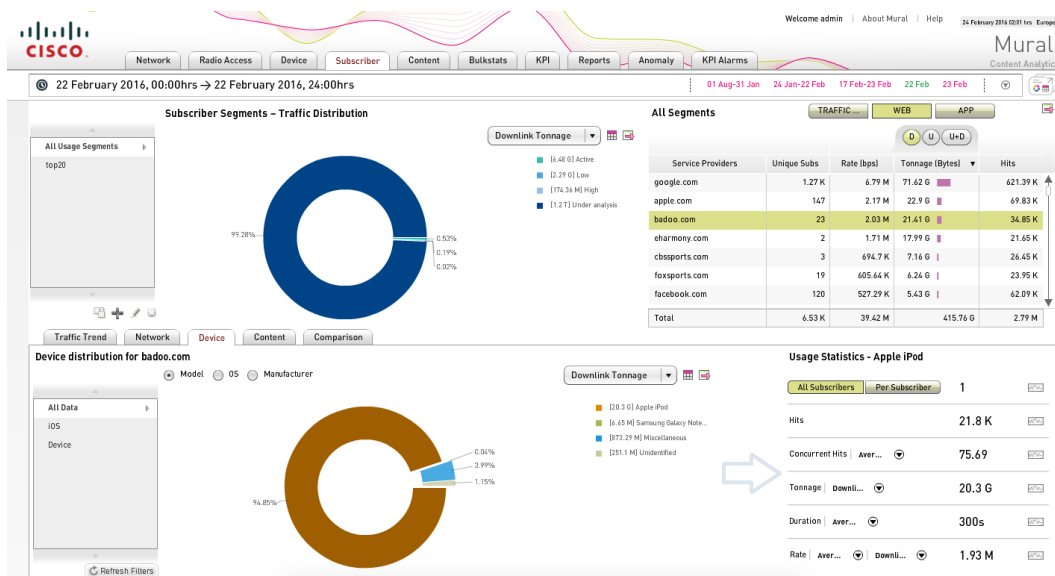 Welcome admin | About Mural | Help
24 February 2016 02:01 hrs Europe
CISCO
Mural
Content Analytic
Network Radio Access Device Subscriber Content Bulkstats KPI Reports Anomaly KPI Alarms
22 February 2016, 00:00hrs → 22 February 2016, 24:00hrs
01 Aug-31 Jan 24 Jan-22 Feb 17 Feb-23 Feb 22 Feb 23 Feb
Subscriber Segments – Traffic Distribution
All Usage Segments
top20
Downlink Tonnage
[6.48 G] Active
[2.29 G] Low
[174.36 M] High
[1.2 T] Under analysis
99.28%
0.53%
0.19%
0.02%
All Segments
TRAFFIC ... WEB APP
D U U+D
Service Providers Unique Subs Rate (bps) Tonnage (Bytes) ▼ Hits
google.com 1.27 K 6.79 M 71.62 G 621.39 K
apple.com 147 2.17 M 22.9 G 69.83 K
badoo.com 23 2.03 M 21.41 G 34.85 K
eharmony.com 2 1.71 M 17.99 G 21.65 K
cbssports.com 3 694.7 K 7.16 G 26.45 K
foxsports.com 19 605.64 K 6.24 G 23.95 K
facebook.com 120 527.29 K 5.43 G 62.09 K
Total 6.53 K 39.42 M 415.76 G 2.79 M
Traffic Trend Network Device Content Comparison
Device distribution for badoo.com
Model OS Manufacturer
All Data
iOS
Device
Refresh Filters
Downlink Tonnage
[20.3 G] Apple iPod
[6.65 M] Samsung Galaxy Note...
[873.29 M] Miscellaneous
[251.1 M] Unidentified
0.04%
3.99%
1.15%
94.85%
Usage Statistics - Apple iPod
All Subscribers Per Subscriber 1
Hits 21.8 K
Concurrent Hits | Aver... 75.69
Tonnage | Downli... 20.3 G
Duration | Aver... 300s
Rate | Aver... Downli... 1.93 M